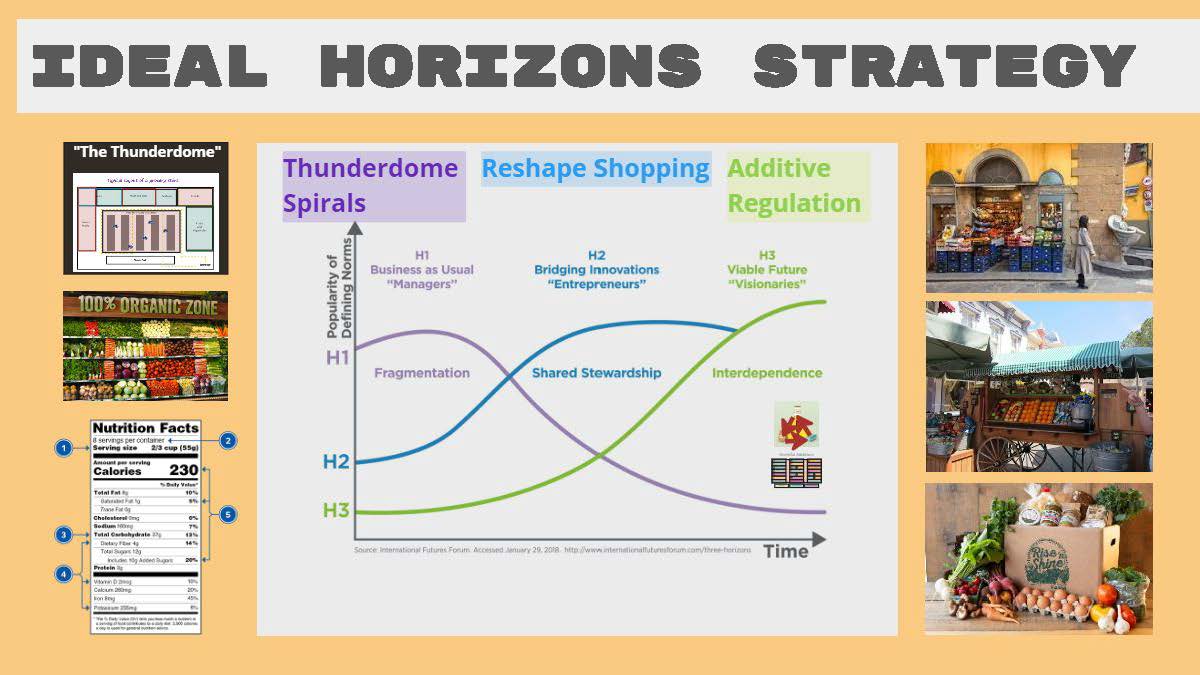 IDEAL HORIZONS STRATEGY
"The Thunderdome"
Typical Layout of a grocery store
100% ORGANIC ZONE
Nutrition Facts
8 servings per container
Serving size 2/3 cup (55g)
Amount per serving
Calories 230
% Daily Value*
Total Fat 8g 10%
Saturated Fat 1g 5%
Trans Fat 0g
Cholesterol 0mg 0%
Sodium 160mg 7%
Total Carbohydrate 37g 13%
Dietary Fiber 4g 14%
Total Sugars 12g
Includes 10g Added Sugars 20%
Protein 3g
Vitamin D 2mcg 10%
Calcium 260mg 20%
Iron 8mg 45%
Potassium 235mg 6%
1
2
3
4
5
Thunderdome
Spirals
Reshape Shopping
Additive
Regulation
Popularity of
Defining Norms
H1
Business as Usual
"Managers"
H2
Bridging Innovations
"Entrepreneurs"
H3
Viable Future
"Visionaries"
H1
Fragmentation
Shared Stewardship
Interdependence
H2
H3
Source: International Futures Forum. Accessed January 29, 2018. http://www.internationalfuturesforum.com/three-horizons
Time
Rise n
Shine